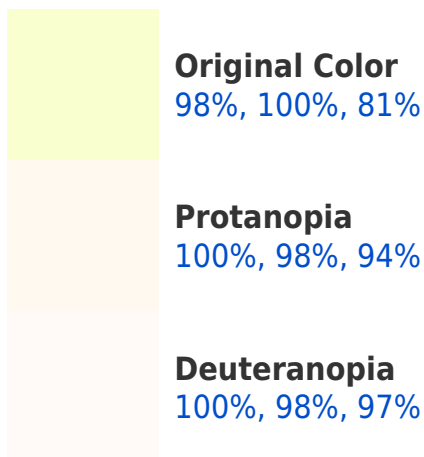 Original Color
98%, 100%, 81%
Protanopia
100%, 98%, 94%
Deuteranopia
100%, 98%, 97%